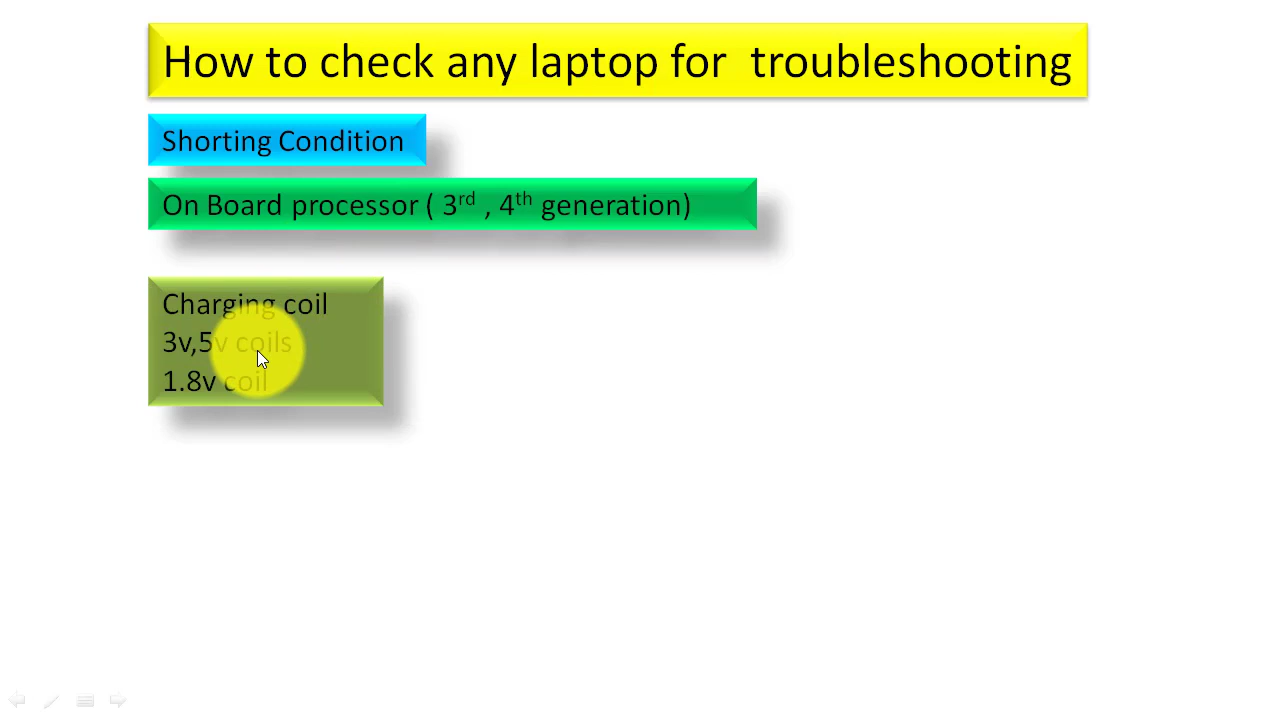 How to check any laptop for  troubleshooting
Shorting Condition
On Board processor ( 3rd , 4th generation)
Charging coil
3v,5v coils
1.8v coil